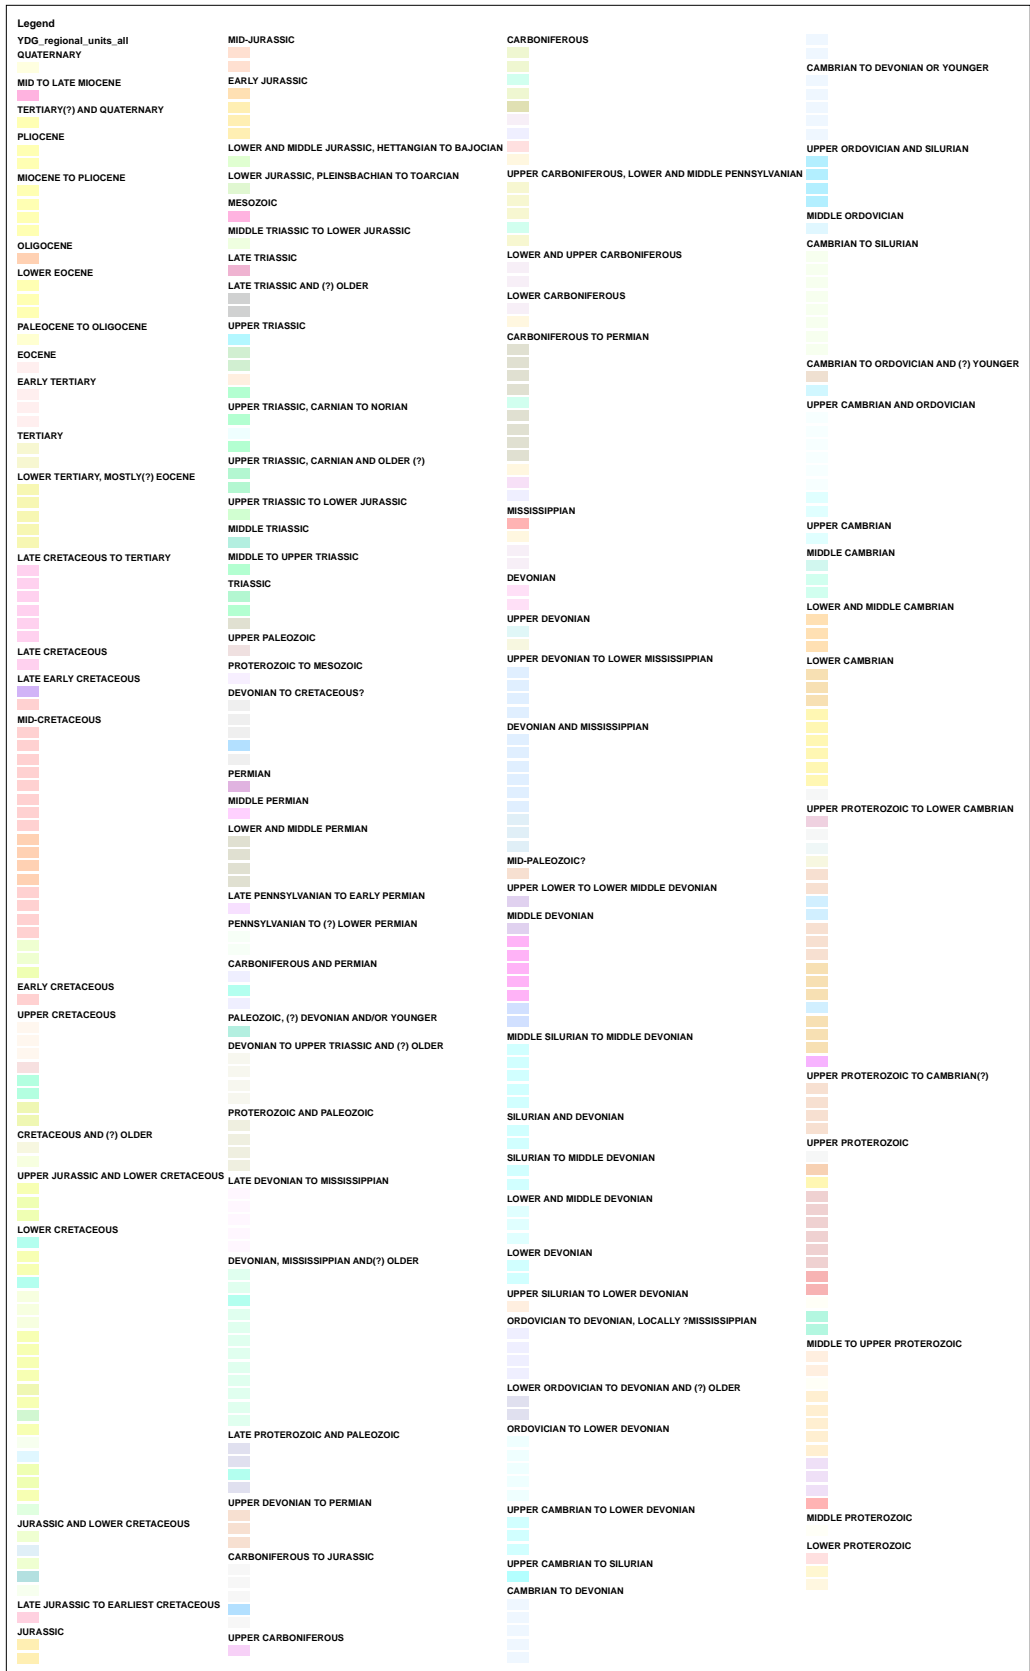 Legend
YDG_regional_units_all
QUATERNARY
MID TO LATE MIOCENE
TERTIARY(?) AND QUATERNARY
PLIOCENE
MIOCENE TO PLIOCENE
OLIGOCENE
LOWER EOCENE
PALEOCENE TO OLIGOCENE
EOCENE
EARLY TERTIARY
TERTIARY
LOWER TERTIARY, MOSTLY(?) EOCENE
LATE CRETACEOUS TO TERTIARY
LATE CRETACEOUS
LATE EARLY CRETACEOUS
MID-CRETACEOUS
EARLY CRETACEOUS
UPPER CRETACEOUS
CRETACEOUS AND (?) OLDER
UPPER JURASSIC AND LOWER CRETACEOUS
LOWER CRETACEOUS
JURASSIC AND LOWER CRETACEOUS
LATE JURASSIC TO EARLIEST CRETACEOUS
JURASSIC
MID-JURASSIC
EARLY JURASSIC
LOWER AND MIDDLE JURASSIC, HETTANGIAN TO BAJOCIAN
LOWER JURASSIC, PLEINSBACHIAN TO TOARCIAN
MESOZOIC
MIDDLE TRIASSIC TO LOWER JURASSIC
LATE TRIASSIC
LATE TRIASSIC AND (?) OLDER
UPPER TRIASSIC
UPPER TRIASSIC, CARNIAN TO NORIAN
UPPER TRIASSIC, CARNIAN AND OLDER (?)
UPPER TRIASSIC TO LOWER JURASSIC
MIDDLE TRIASSIC
MIDDLE TO UPPER TRIASSIC
TRIASSIC
UPPER PALEOZOIC
PROTEROZOIC TO MESOZOIC
DEVONIAN TO CRETACEOUS?
PERMIAN
MIDDLE PERMIAN
LOWER AND MIDDLE PERMIAN
LATE PENNSYLVANIAN TO EARLY PERMIAN
PENNSYLVANIAN TO (?) LOWER PERMIAN
CARBONIFEROUS AND PERMIAN
PALEOZOIC, (?) DEVONIAN AND/OR YOUNGER
DEVONIAN TO UPPER TRIASSIC AND (?) OLDER
PROTEROZOIC AND PALEOZOIC
LATE DEVONIAN TO MISSISSIPPIAN
DEVONIAN, MISSISSIPPIAN AND(?) OLDER
LATE PROTEROZOIC AND PALEOZOIC
UPPER DEVONIAN TO PERMIAN
CARBONIFEROUS TO JURASSIC
UPPER CARBONIFEROUS
CARBONIFEROUS
UPPER CARBONIFEROUS, LOWER AND MIDDLE PENNSYLVANIAN
LOWER AND UPPER CARBONIFEROUS
LOWER CARBONIFEROUS
CARBONIFEROUS TO PERMIAN
MISSISSIPPIAN
DEVONIAN
UPPER DEVONIAN
UPPER DEVONIAN TO LOWER MISSISSIPPIAN
DEVONIAN AND MISSISSIPPIAN
MID-PALEOZOIC?
UPPER LOWER TO LOWER MIDDLE DEVONIAN
MIDDLE DEVONIAN
MIDDLE SILURIAN TO MIDDLE DEVONIAN
SILURIAN AND DEVONIAN
SILURIAN TO MIDDLE DEVONIAN
LOWER AND MIDDLE DEVONIAN
LOWER DEVONIAN
UPPER SILURIAN TO LOWER DEVONIAN
ORDOVICIAN TO DEVONIAN, LOCALLY ?MISSISSIPPIAN
LOWER ORDOVICIAN TO DEVONIAN AND (?) OLDER
ORDOVICIAN TO LOWER DEVONIAN
UPPER CAMBRIAN TO LOWER DEVONIAN
UPPER CAMBRIAN TO SILURIAN
CAMBRIAN TO DEVONIAN
CAMBRIAN TO DEVONIAN OR YOUNGER
UPPER ORDOVICIAN AND SILURIAN
MIDDLE ORDOVICIAN
CAMBRIAN TO SILURIAN
CAMBRIAN TO ORDOVICIAN AND (?) YOUNGER
UPPER CAMBRIAN AND ORDOVICIAN
UPPER CAMBRIAN
MIDDLE CAMBRIAN
LOWER AND MIDDLE CAMBRIAN
LOWER CAMBRIAN
UPPER PROTEROZOIC TO LOWER CAMBRIAN
UPPER PROTEROZOIC TO CAMBRIAN(?)
UPPER PROTEROZOIC
MIDDLE TO UPPER PROTEROZOIC
MIDDLE PROTEROZOIC
LOWER PROTEROZOIC